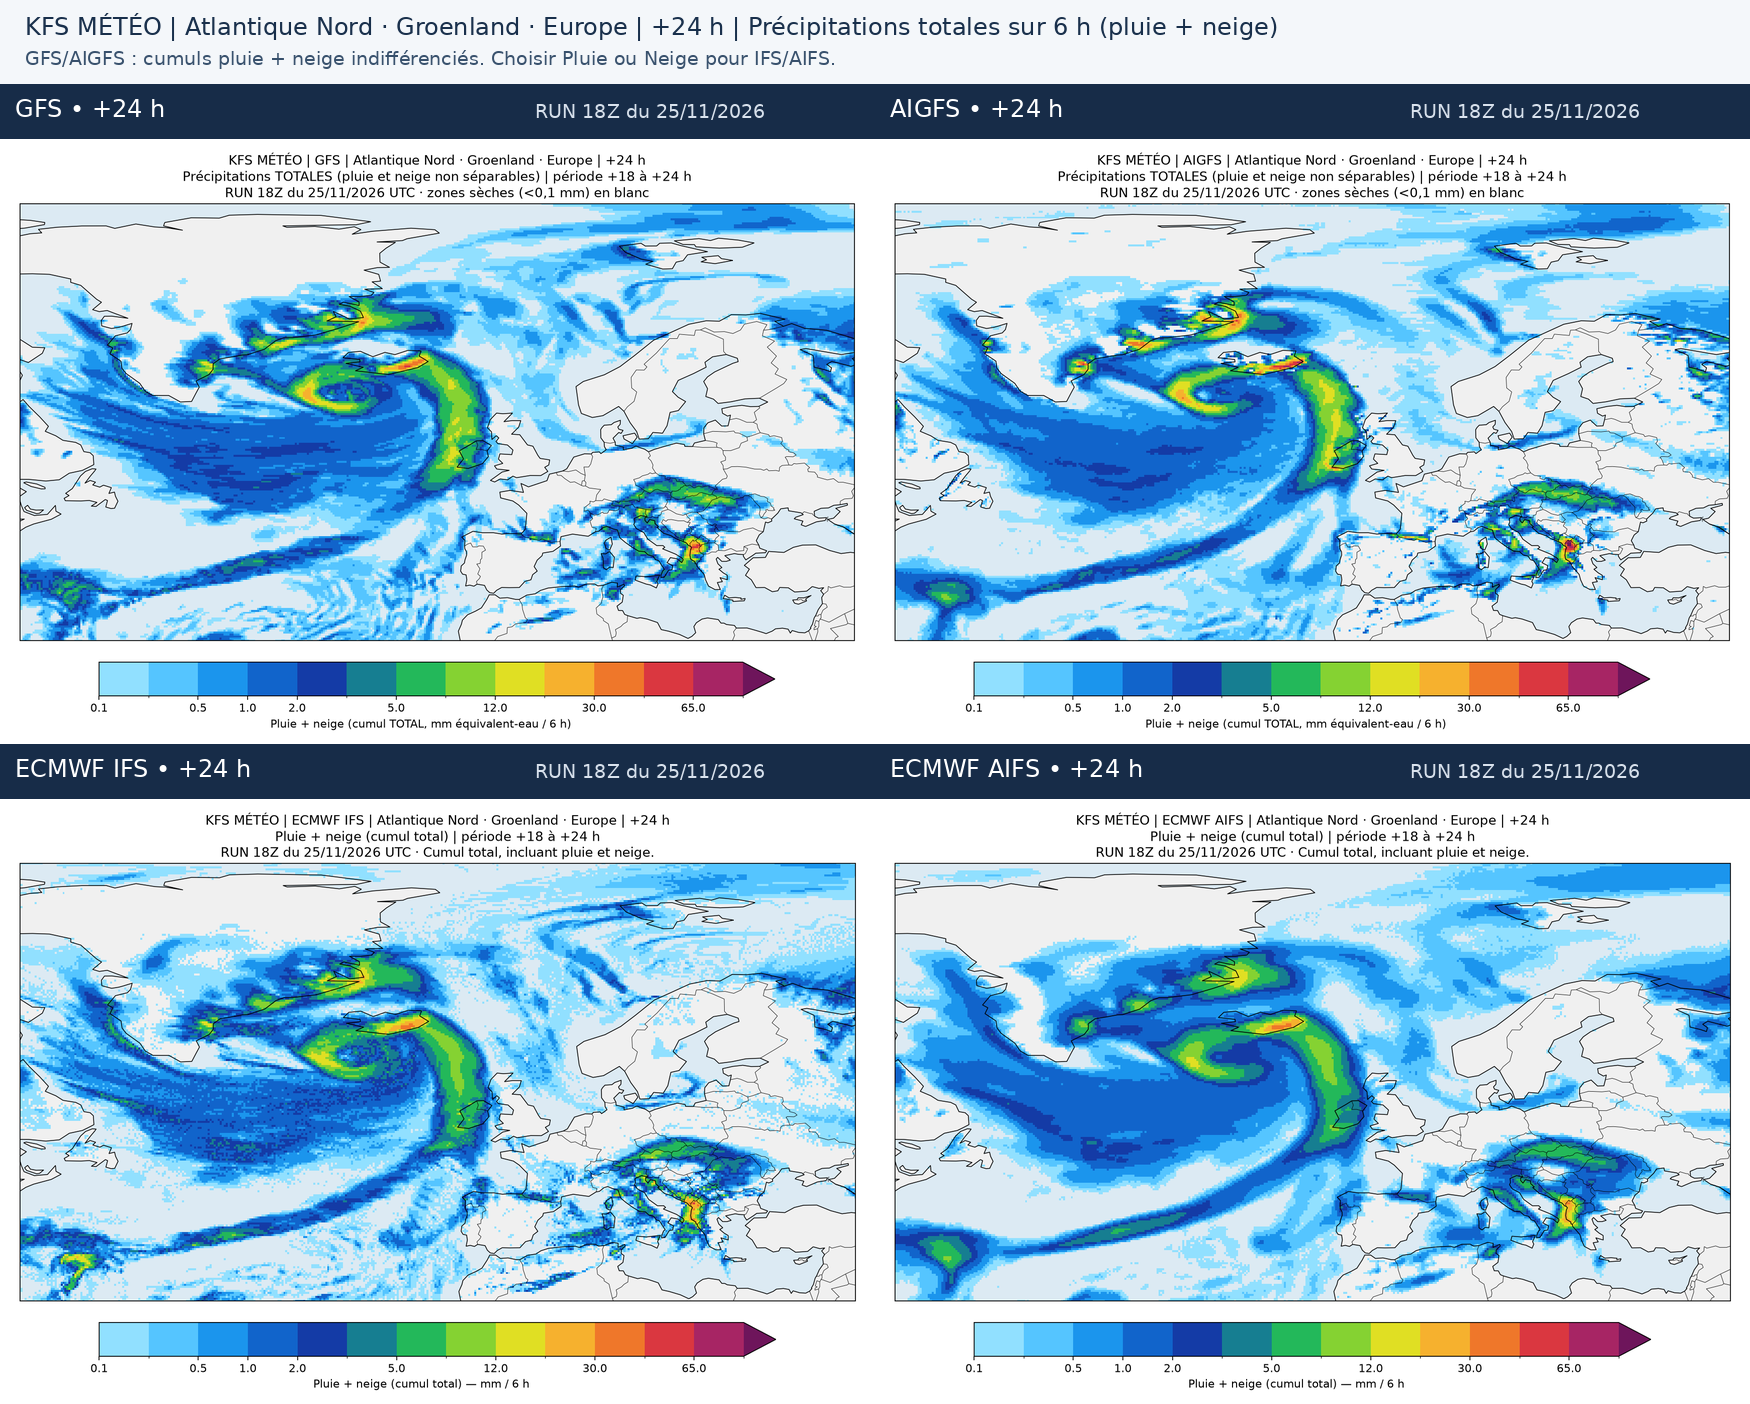 KFS MÉTÉO | Atlantique Nord · Groenland · Europe | +24 h | Précipitations totales sur 6 h (pluie + neige)
GFS/AIGFS : cumuls pluie + neige indifférenciés. Choisir Pluie ou Neige pour IFS/AIFS.
GFS • +24 h
RUN 18Z du 25/11/2026
AIGFS • +24 h
RUN 18Z du 25/11/2026
KFS MÉTÉO | GFS | Atlantique Nord · Groenland · Europe | +24 h
Précipitations TOTALES (pluie et neige non séparables) | période +18 à +24 h
RUN 18Z du 25/11/2026 UTC · zones sèches (<0,1 mm) en blanc
KFS MÉTÉO | AIGFS | Atlantique Nord · Groenland · Europe | +24 h
Précipitations TOTALES (pluie et neige non séparables) | période +18 à +24 h
RUN 18Z du 25/11/2026 UTC · zones sèches (<0,1 mm) en blanc
0.1 0.5 1.0 2.0 5.0 12.0 30.0 65.0
Pluie + neige (cumul TOTAL, mm équivalent-eau / 6 h)
0.1 0.5 1.0 2.0 5.0 12.0 30.0 65.0
Pluie + neige (cumul TOTAL, mm équivalent-eau / 6 h)
ECMWF IFS • +24 h
RUN 18Z du 25/11/2026
ECMWF AIFS • +24 h
RUN 18Z du 25/11/2026
KFS MÉTÉO | ECMWF IFS | Atlantique Nord · Groenland · Europe | +24 h
Pluie + neige (cumul total) | période +18 à +24 h
RUN 18Z du 25/11/2026 UTC · Cumul total, incluant pluie et neige.
KFS MÉTÉO | ECMWF AIFS | Atlantique Nord · Groenland · Europe | +24 h
Pluie + neige (cumul total) | période +18 à +24 h
RUN 18Z du 25/11/2026 UTC · Cumul total, incluant pluie et neige.
0.1 0.5 1.0 2.0 5.0 12.0 30.0 65.0
Pluie + neige (cumul total) — mm / 6 h
0.1 0.5 1.0 2.0 5.0 12.0 30.0 65.0
Pluie + neige (cumul total) — mm / 6 h